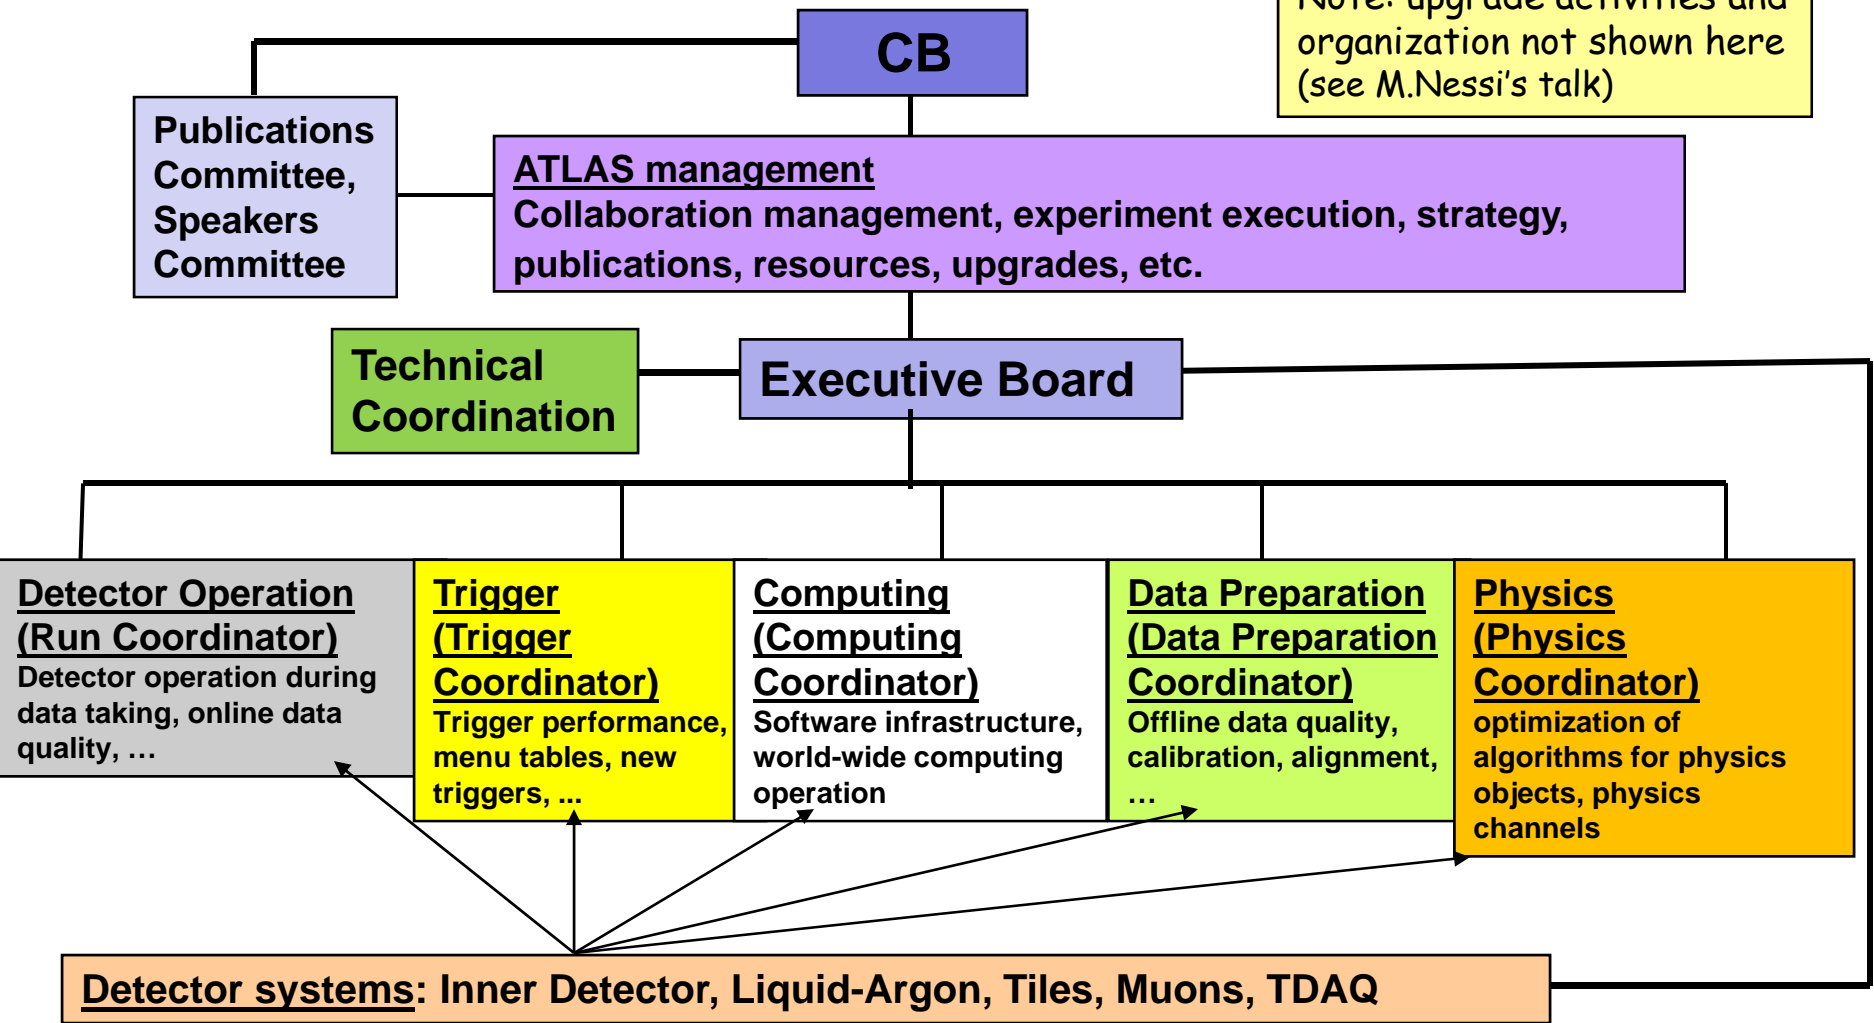 CB
Note: upgrade activities and
organization not shown here
(see M.Nessi's talk)
Publications
Committee,
Speakers
Committee
ATLAS management
Collaboration management, experiment execution, strategy,
publications, resources, upgrades, etc.
Technical
Coordination
Executive Board
Detector Operation
(Run Coordinator)
Detector operation during
data taking, online data
quality, …
Trigger
(Trigger
Coordinator)
Trigger performance,
menu tables, new
triggers, ...
Computing
(Computing
Coordinator)
Software infrastructure,
world-wide computing
operation
Data Preparation
(Data Preparation
Coordinator)
Offline data quality,
calibration, alignment,
…
Physics
(Physics
Coordinator)
optimization of
algorithms for physics
objects, physics
channels
Detector systems: Inner Detector, Liquid-Argon, Tiles, Muons, TDAQ